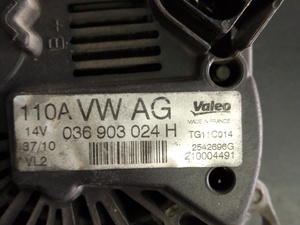 B+
110A VW AG
Valeo
MADE IN FRANCE
14V 036 903 024 H
TG11C014
37/10
2542696G
VL2
210004491